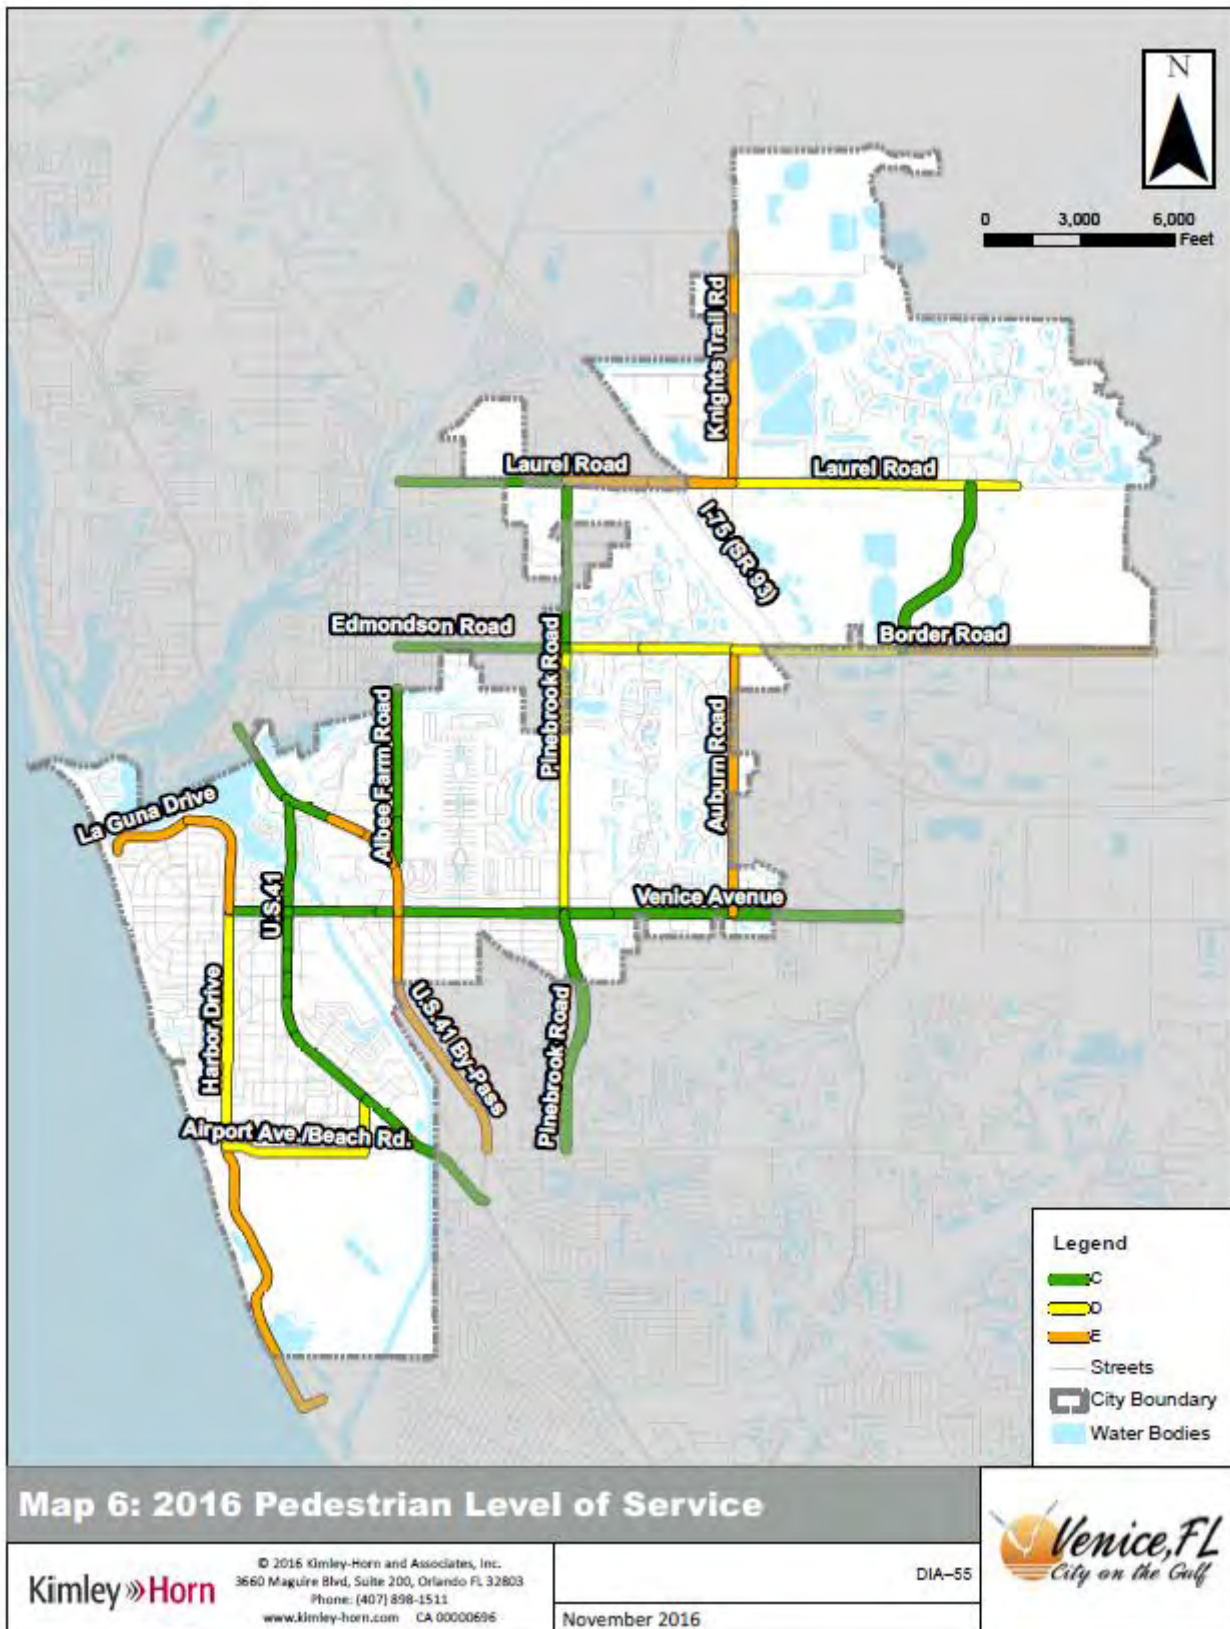 N
0 3,000 6,000
Feet
Knights Trail Rd
Laurel Road
Laurel Road
I-75 (SR 93)
Edmondson Road
Border Road
Pinebrook Road
Albee Farm Road
Auburn Road
La Guna Drive
U.S.41
Venice Avenue
Harbor Drive
U.S.41 By-Pass
Pinebrook Road
Airport Ave./Beach Rd.
Legend
C
D
E
Streets
City Boundary
Water Bodies
Map 6: 2016 Pedestrian Level of Service
Kimley»Horn
© 2016 Kimley-Horn and Associates, Inc.
3660 Maguire Blvd, Suite 200, Orlando FL 32803
Phone: (407) 898-1511
www.kimley-horn.com CA 00000696
DIA–55
November 2016
Venice, FL
City on the Gulf